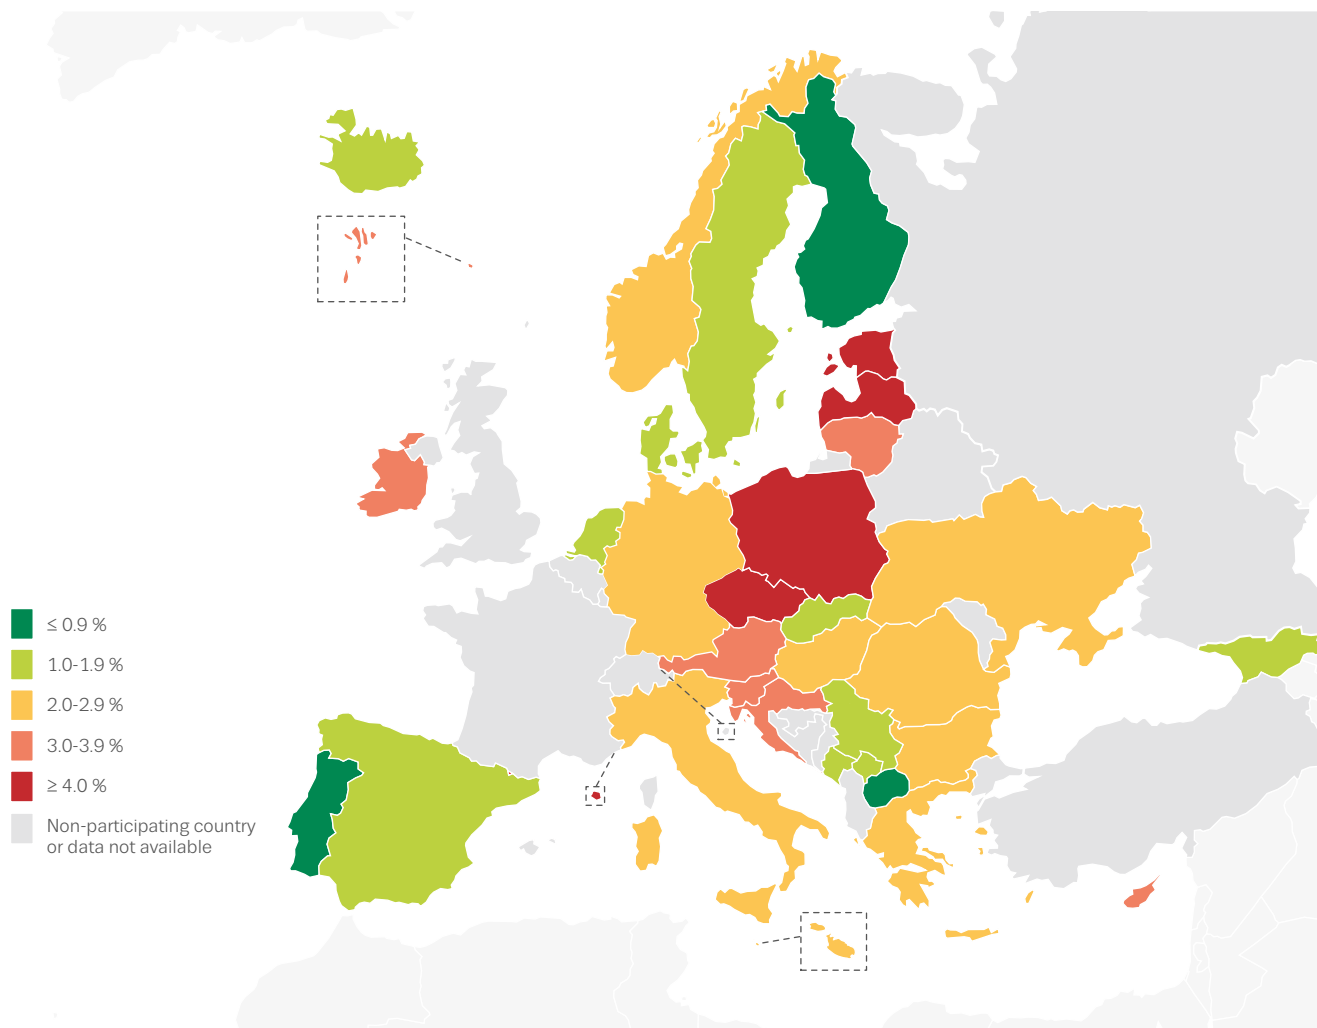 ≤ 0.9 %
1.0-1.9 %
2.0-2.9 %
3.0-3.9 %
≥ 4.0 %
Non-participating country
or data not available